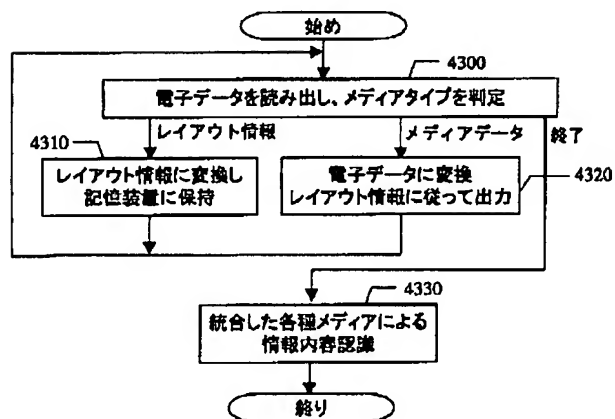 始め
4300
電子データを読み出し、メディアタイプを判定
4310
レイアウト情報
メディアデータ
終了
レイアウト情報に変換し
記位装量に保持
電子データに変換
レイアウト情報に従って出力
4320
4330
統合した各種メディアによる
情報内容認識
終り